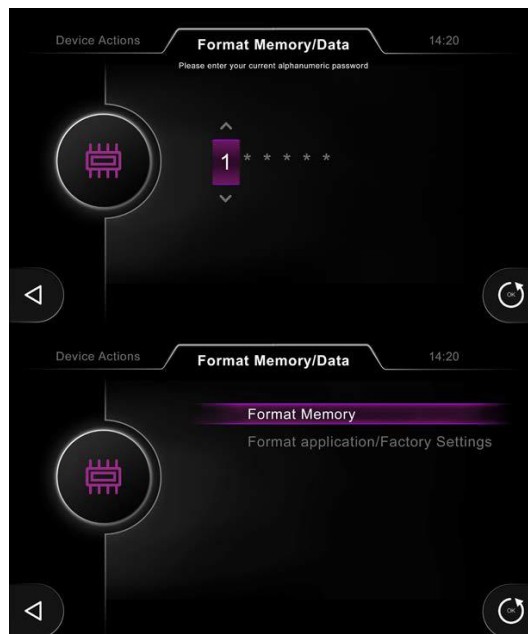 Device Actions
Format Memory/Data
14:20
Please enter your current alphanumeric password
1 * * * * *
OK
Device Actions
Format Memory/Data
14:20
Format Memory
Format application/Factory Settings
OK